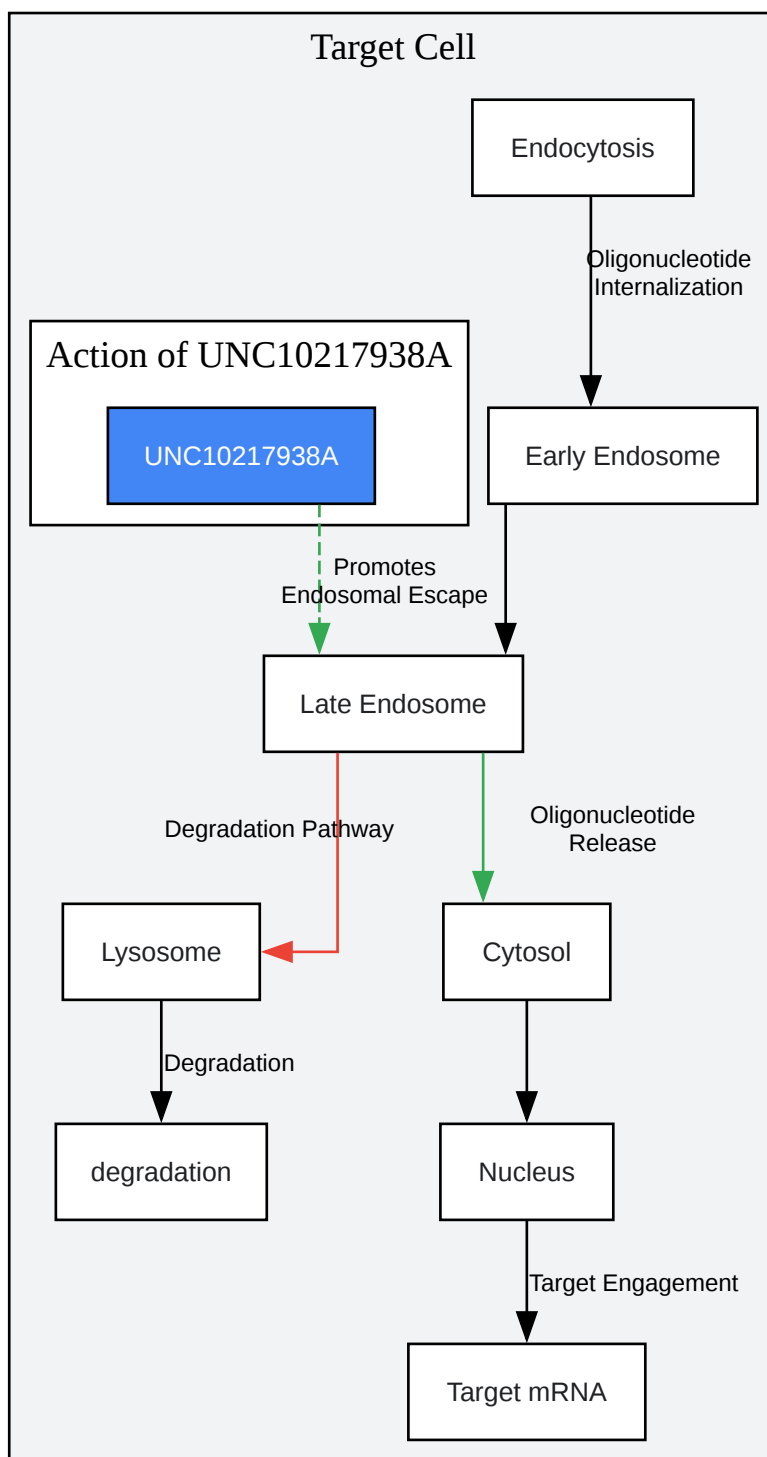 Target Cell
Endocytosis
Oligonucleotide
Internalization
Action of UNC10217938A
UNC10217938A
Early Endosome
Promotes
Endosomal Escape
Late Endosome
Degradation Pathway
Oligonucleotide
Release
Lysosome
Cytosol
Degradation
degradation
Nucleus
Target Engagement
Target mRNA